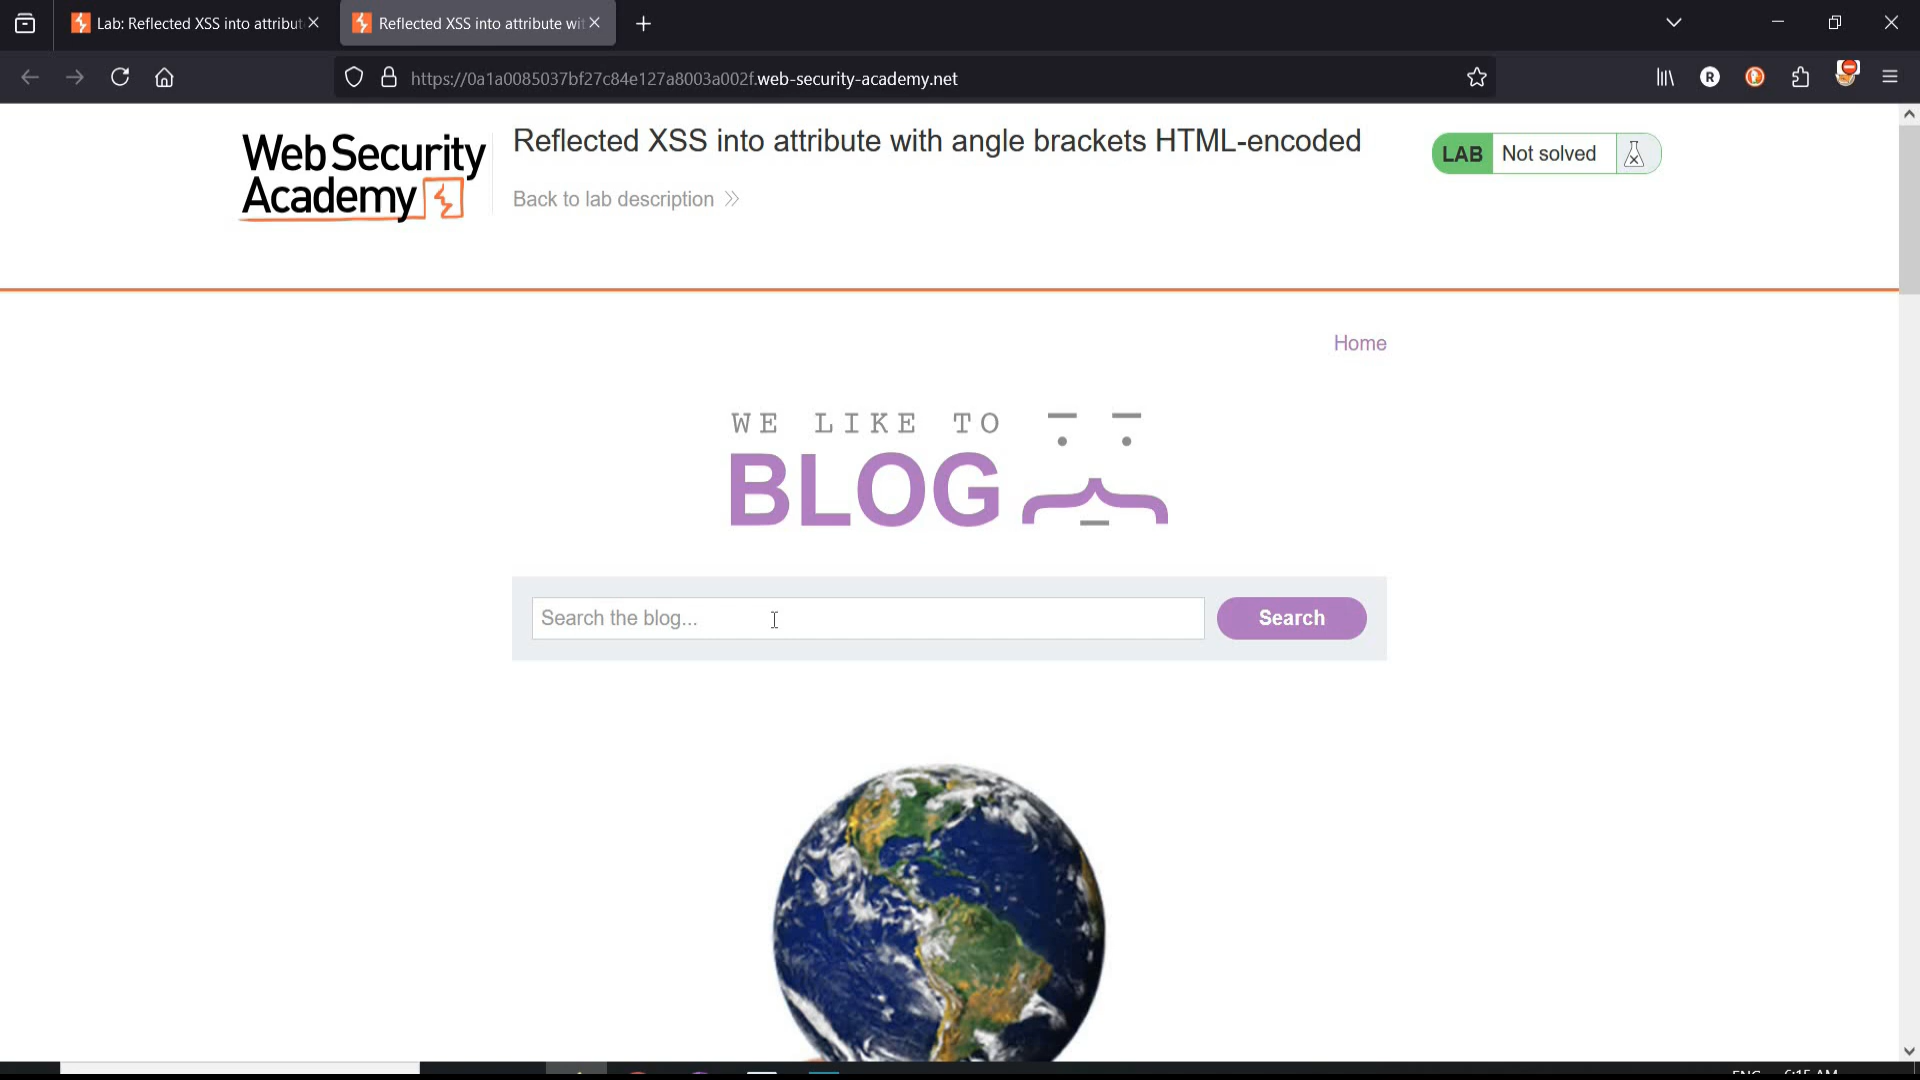 Lab: Reflected XSS into attribut
Reflected XSS into attribute wit
https://0a1a0085037bf27c84e127a8003a002f.web-security-academy.net
R
Web Security
Academy
Reflected XSS into attribute with angle brackets HTML-encoded
Back to lab description
LAB Not solved
Home
WE LIKE TO
BLOG
Search the blog...
Search